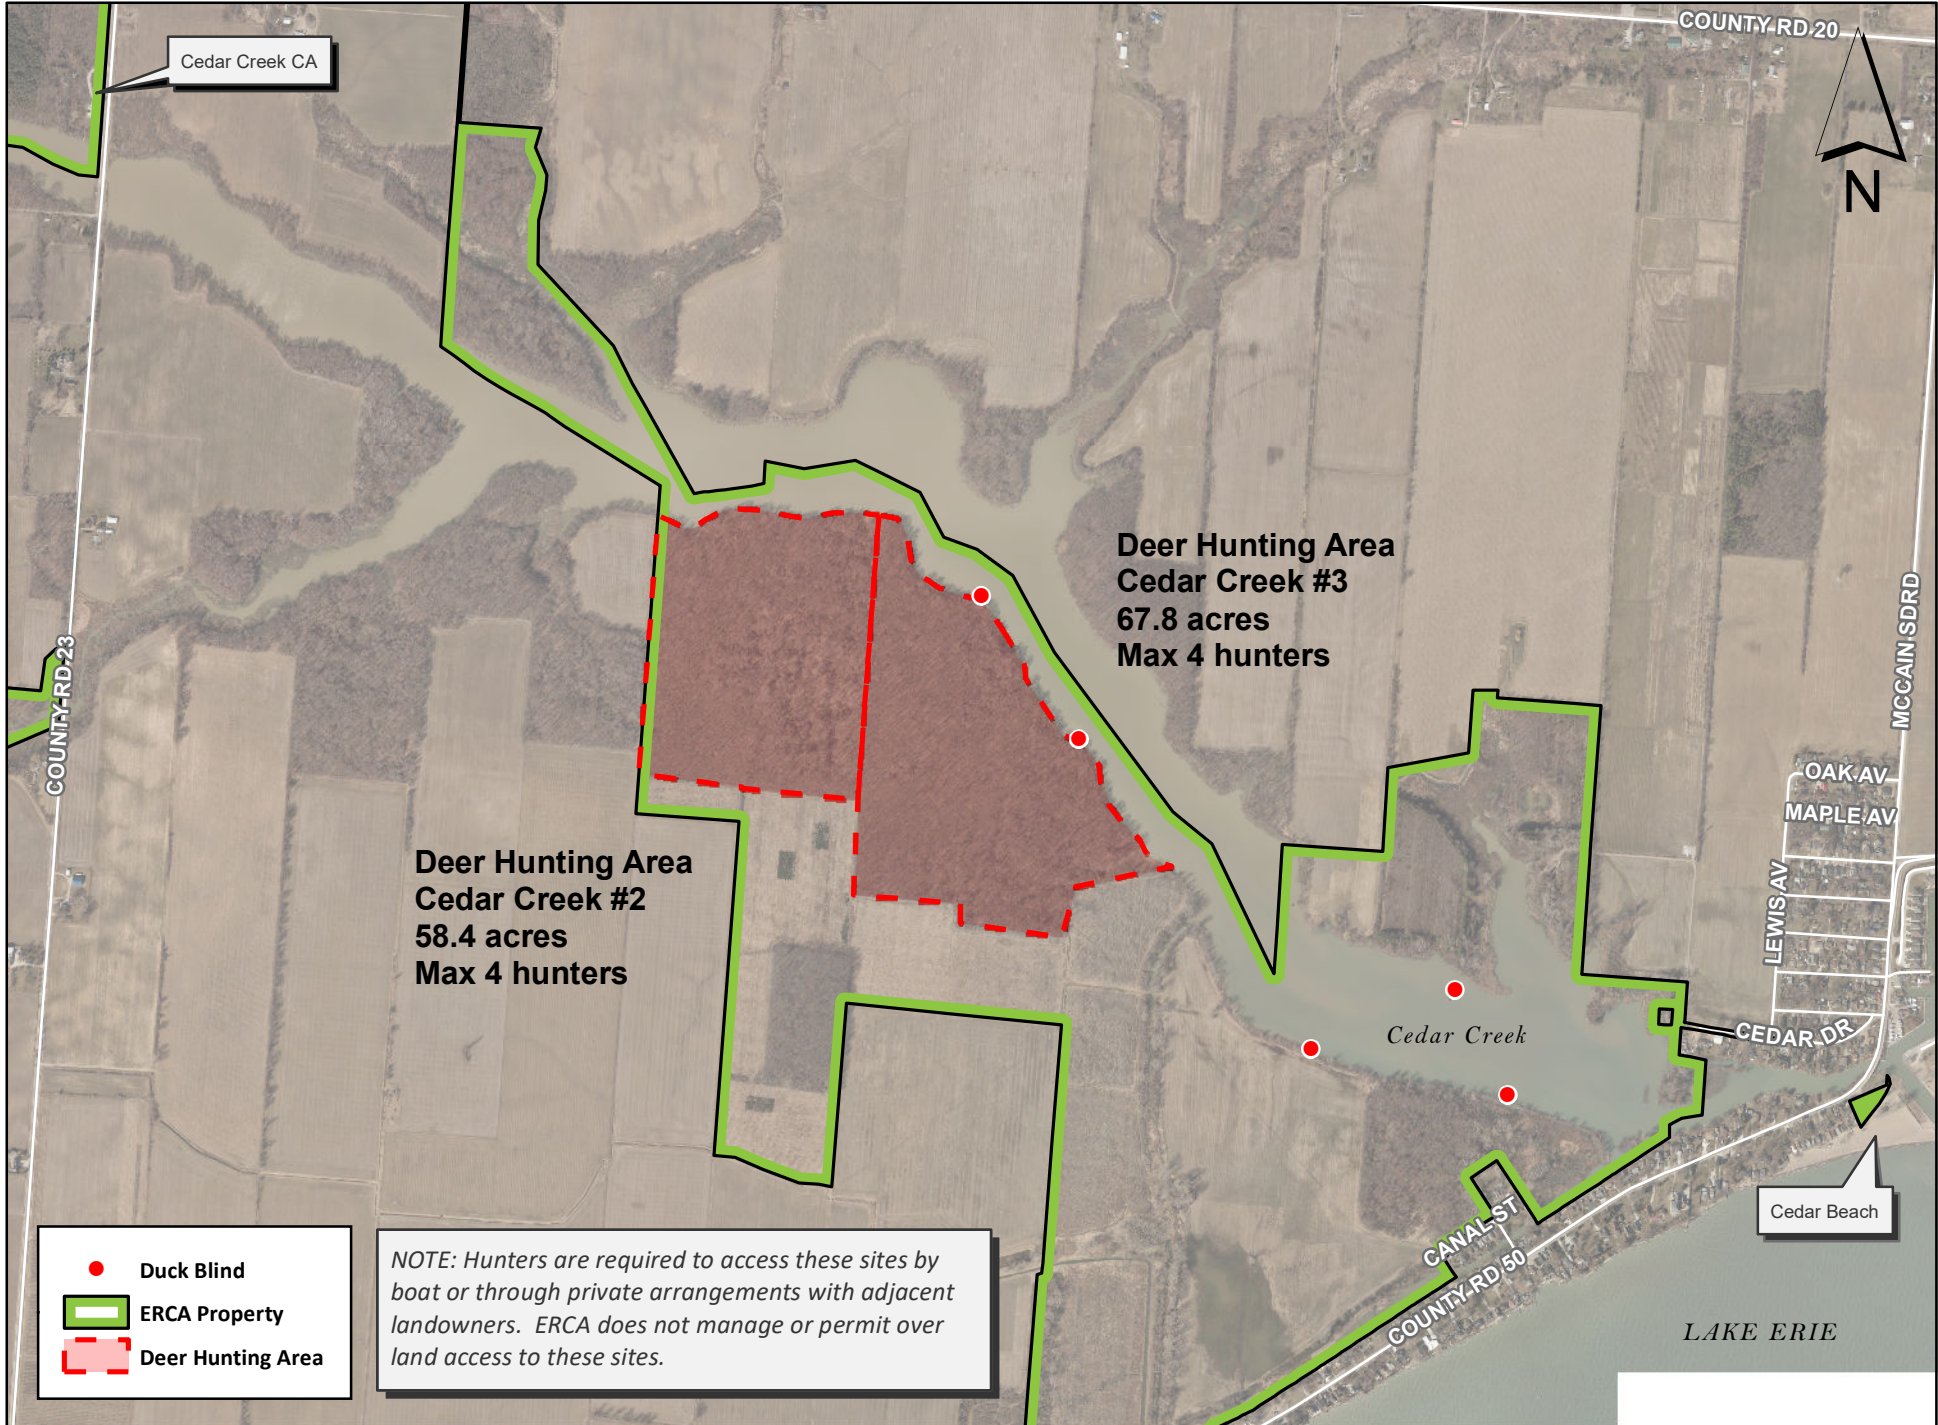 COUNTY RD 20
Cedar Creek CA
N
Deer Hunting Area
Cedar Creek #3
67.8 acres
Max 4 hunters
COUNTY RD 23
MCCAIN SDRD
OAK AV
MAPLE AV
LEWIS AV
Deer Hunting Area
Cedar Creek #2
58.4 acres
Max 4 hunters
Cedar Creek
CEDAR DR
Cedar Beach
CANAL ST
COUNTY RD 50
LAKE ERIE
Duck Blind
ERCA Property
Deer Hunting Area
NOTE: Hunters are required to access these sites by
boat or through private arrangements with adjacent
landowners.  ERCA does not manage or permit over
land access to these sites.